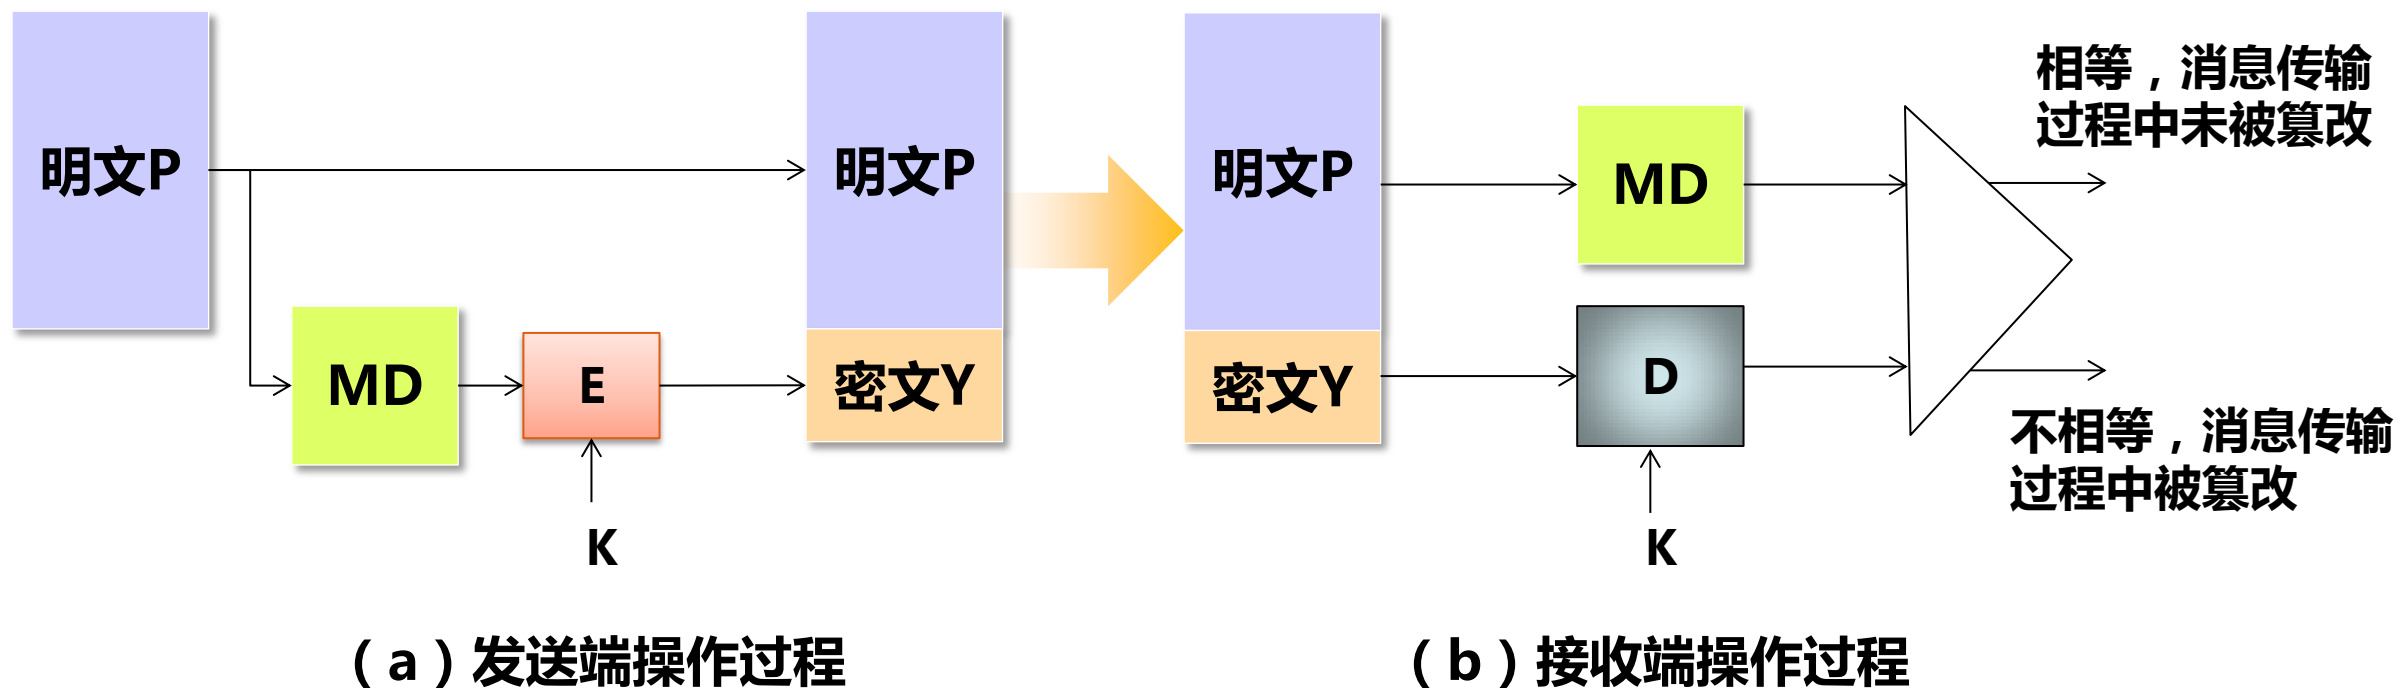 明文P
MD
E
K
明文P
密文Y
(a)发送端操作过程
明文P
密文Y
MD
D
K
相等，消息传输
过程中未被篡改
不相等，消息传输
过程中被篡改
(b)接收端操作过程